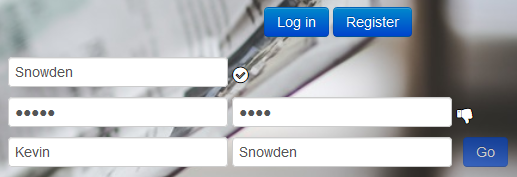 Log in Register
Snowden
●●●●● ●●●●
Kevin Snowden Go